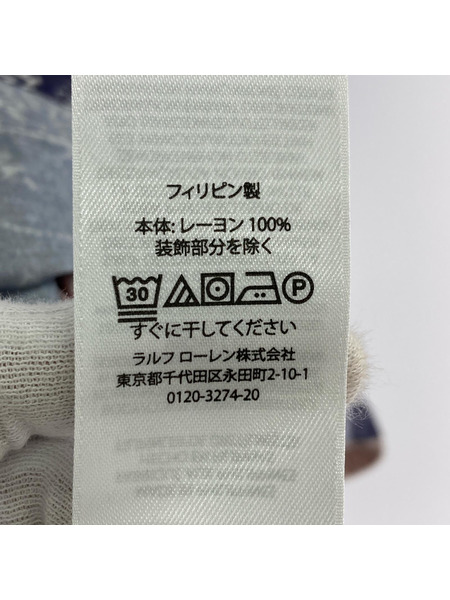 フィリピン製
本体: レーヨン 100%
装飾部分を除く
30 P
すぐに干してください
ラルフ ローレン株式会社
東京都千代田区永田町2-10-1
0120-3274-20